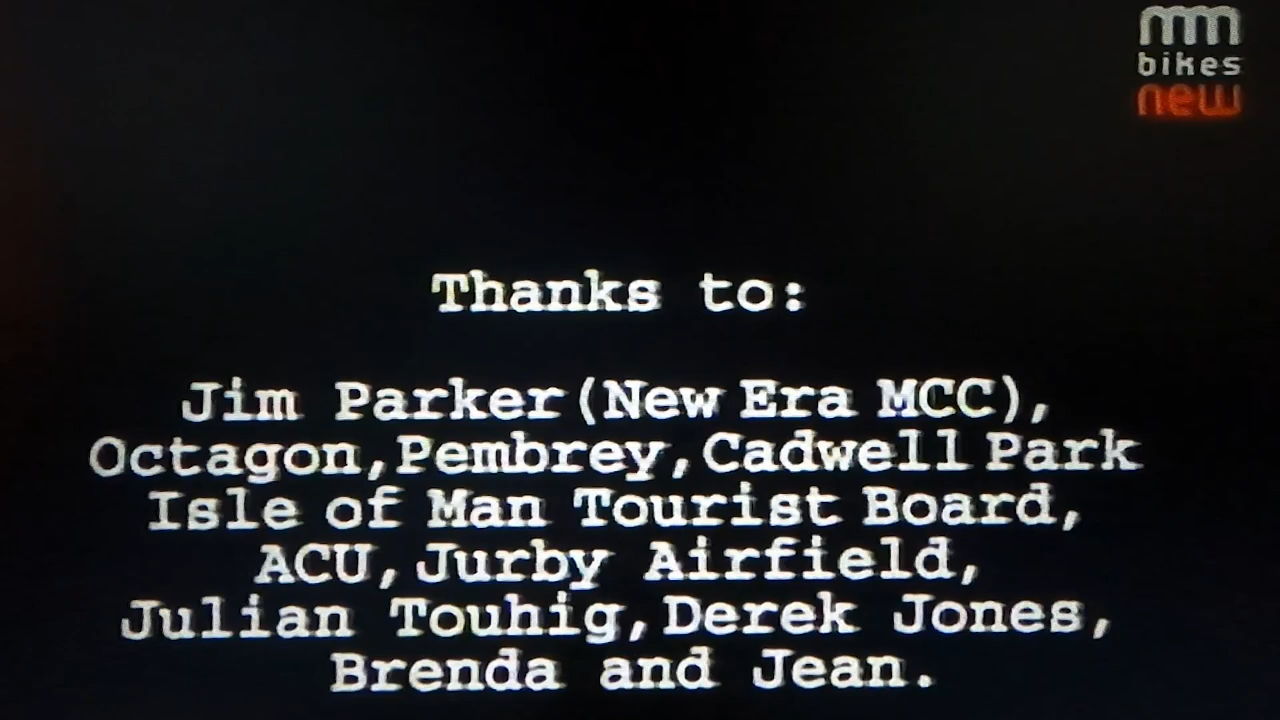 mm
bikes
new
Thanks to:
Jim Parker(New Era MCC),
Octagon,Pembrey,Cadwell Park
Isle of Man Tourist Board,
ACU,Jurby Airfield,
Julian Touhig,Derek Jones,
Brenda and Jean.